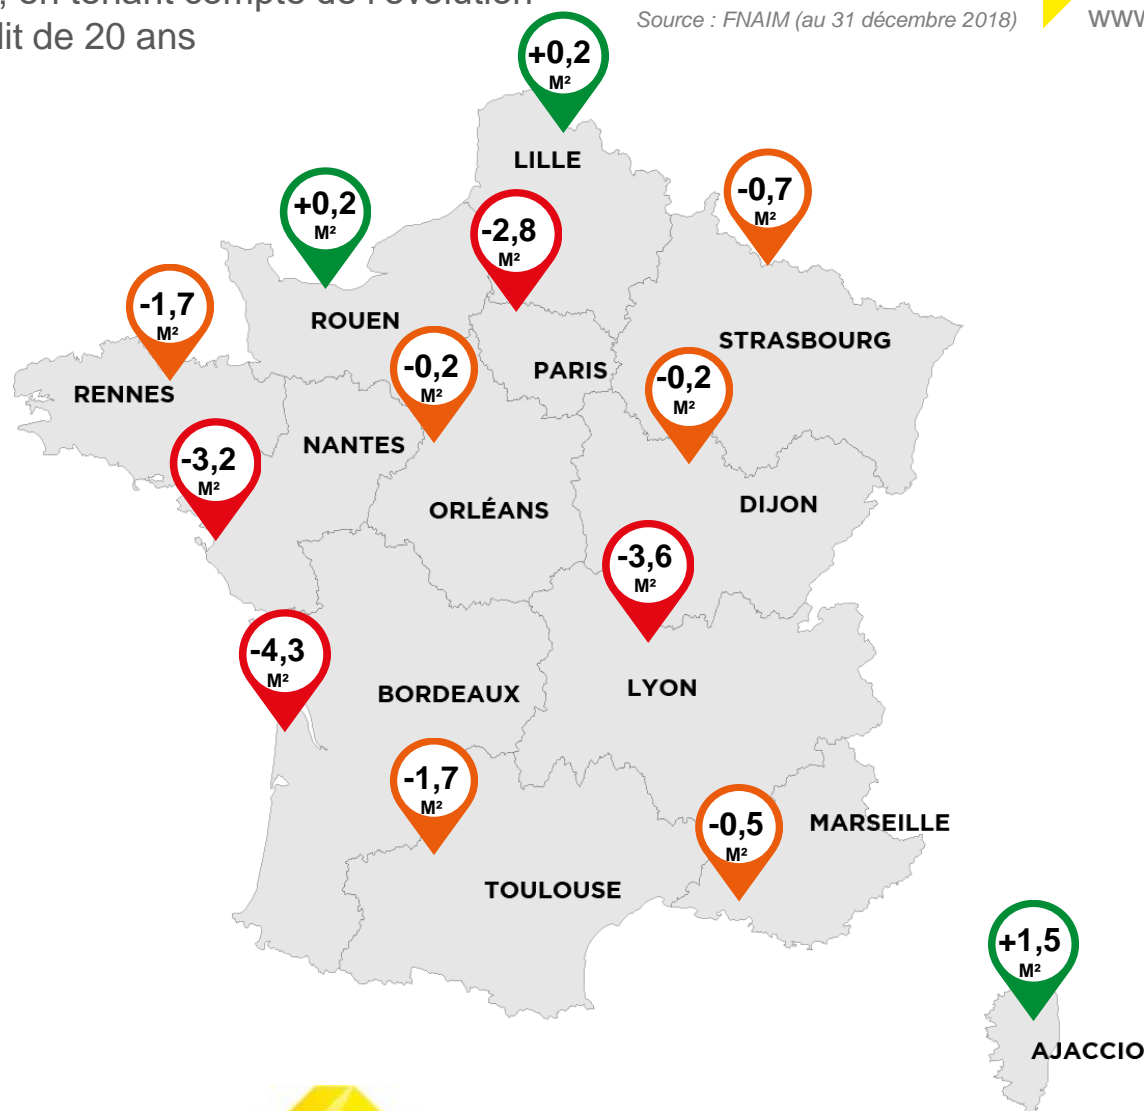 dit de 20 ans
Source : FNAIM (au 31 décembre 2018)
+0,2
M²
LILLE
-0,7
M²
+0,2
M²
-2,8
M²
-1,7
M²
ROUEN
STRASBOURG
-0,2
M²
PARIS
-0,2
M²
RENNES
NANTES
-3,2
M²
ORLÉANS
DIJON
-3,6
M²
-4,3
M²
BORDEAUX
LYON
-1,7
M²
-0,5
M²
MARSEILLE
TOULOUSE
+1,5
M²
AJACCIO